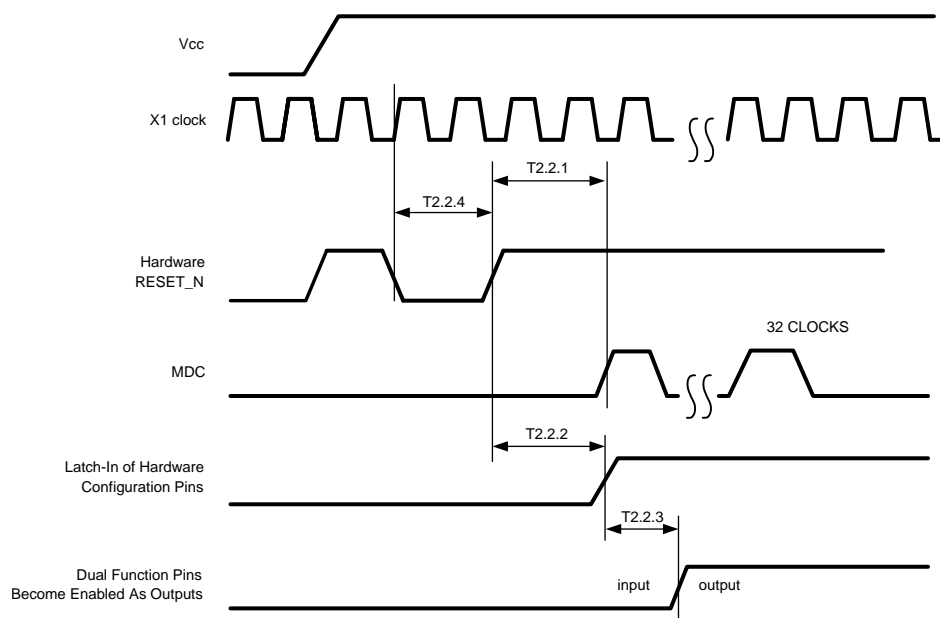 Vcc
X1 clock
T2.2.1
T2.2.4
Hardware
RESET_N
32 CLOCKS
MDC
T2.2.2
Latch-In of Hardware
Configuration Pins
T2.2.3
Dual Function Pins
Become Enabled As Outputs
input
output